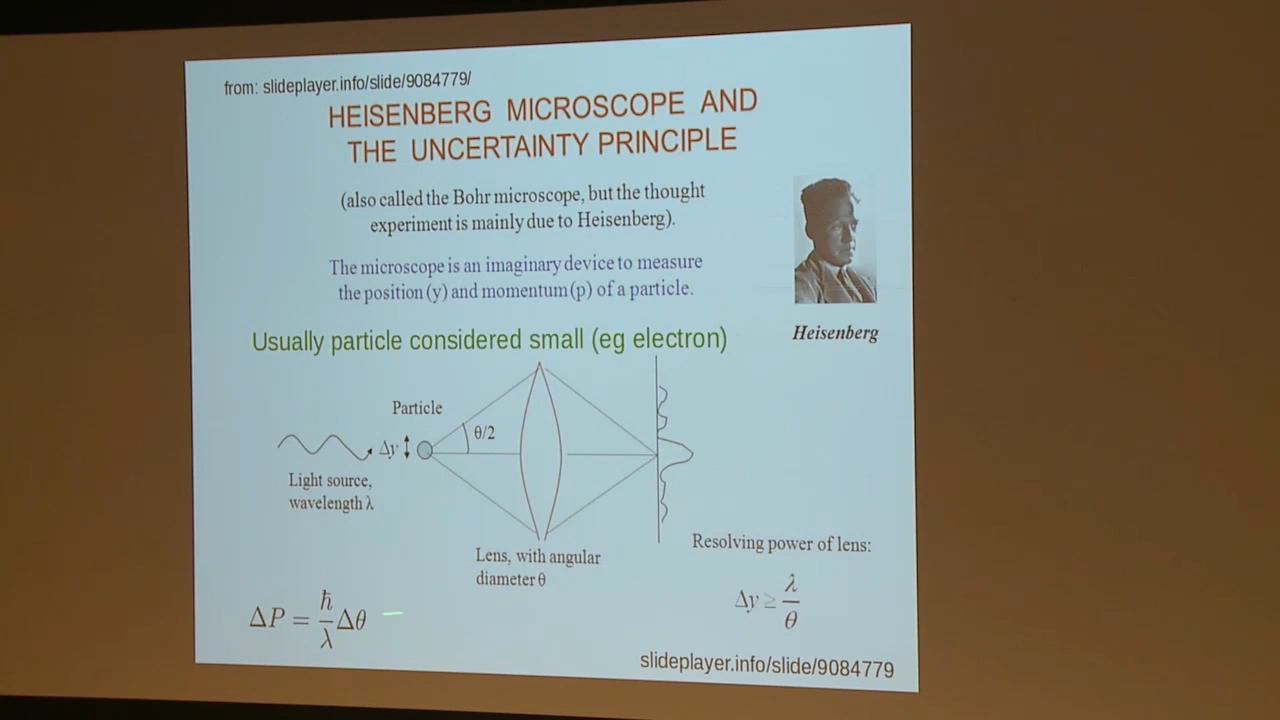 from: slideplayer.info/slide/9084779/
HEISENBERG MICROSCOPE AND
THE UNCERTAINTY PRINCIPLE
(also called the Bohr microscope, but the thought
experiment is mainly due to Heisenberg).
The microscope is an imaginary device to measure
the position (y) and momentum (p) of a particle.
Heisenberg
Usually particle considered small (eg electron)
Particle
θ/2
Δy
Light source,
wavelength λ
Lens, with angular
diameter θ
Resolving power of lens:
Δy ≥ λ/θ
ΔP = ħ/λ Δθ
slideplayer.info/slide/9084779